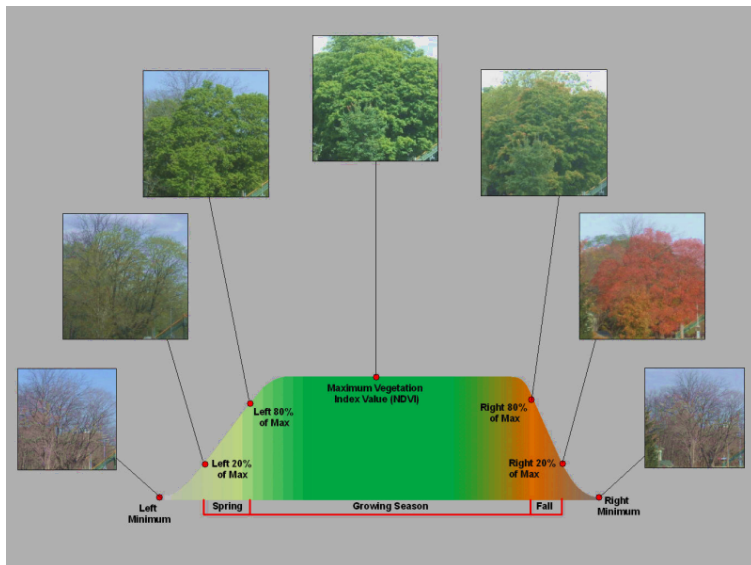 Maximum Vegetation
Index Value (NDVI)
Left 80%
of Max
Right 80%
of Max
Left 20%
of Max
Right 20%
of Max
Left
Minimum
Spring
Growing Season
Fall
Right
Minimum